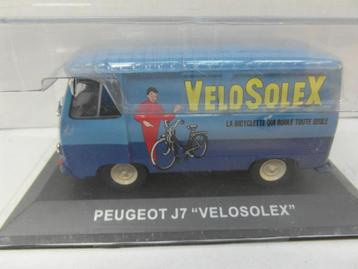 VELOSOLEX
LA BICYCLETTE QUI ROULE TOUTE SEULE
PEUGEOT J7 "VELOSOLEX"